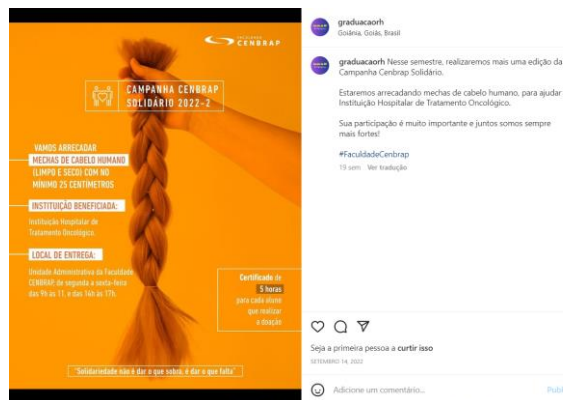 FACULDADE
CENBRAP
CAMPANHA CENBRAP
SOLIDÁRIO 2022-2
VAMOS ARRECADAR
MECHAS DE CABELO HUMANO
(LIMPO E SECO) COM NO
MÍNIMO 25 CENTÍMETROS
INSTITUIÇÃO BENEFICIADA:
Instituição Hospitalar de
Tratamento Oncológico.
LOCAL DE ENTREGA:
Unidade Administrativa da Faculdade
CENBRAP, de segunda a sexta-feira
das 9h às 11, e das 14h às 17h.
Certificado de
5 horas
para cada aluno
que realizar
a doação
"Solidariedade não é dar o que sobra, é dar o que falta"
graduacaorh
Goiânia, Goiás, Brasil
graduacaorh Nesse semestre, realizaremos mais uma edição da
Campanha Cenbrap Solidário.
Estaremos arrecadando mechas de cabelo humano, para ajudar
Instituição Hospitalar de Tratamento Oncológico.
Sua participação é muito importante e juntos somos sempre
mais fortes!
#FaculdadeCenbrap
19 sem Ver tradução
Seja a primeira pessoa a curtir isso
SETEMBRO 14, 2022
Adicione um comentário...
Publ